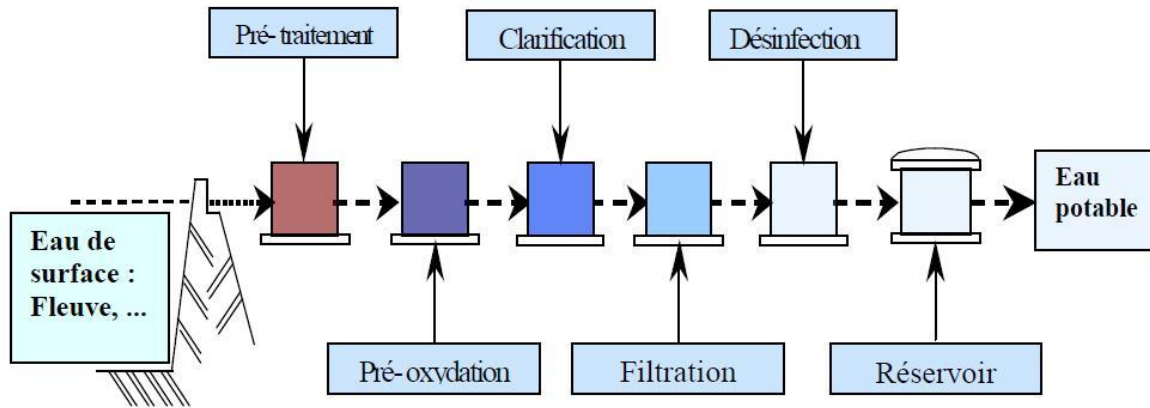 Pré-traitement
Clarification
Désinfection
Eau de
surface :
Fleuve, ...
Eau
potable
Pré-oxydation
Filtration
Réservoir